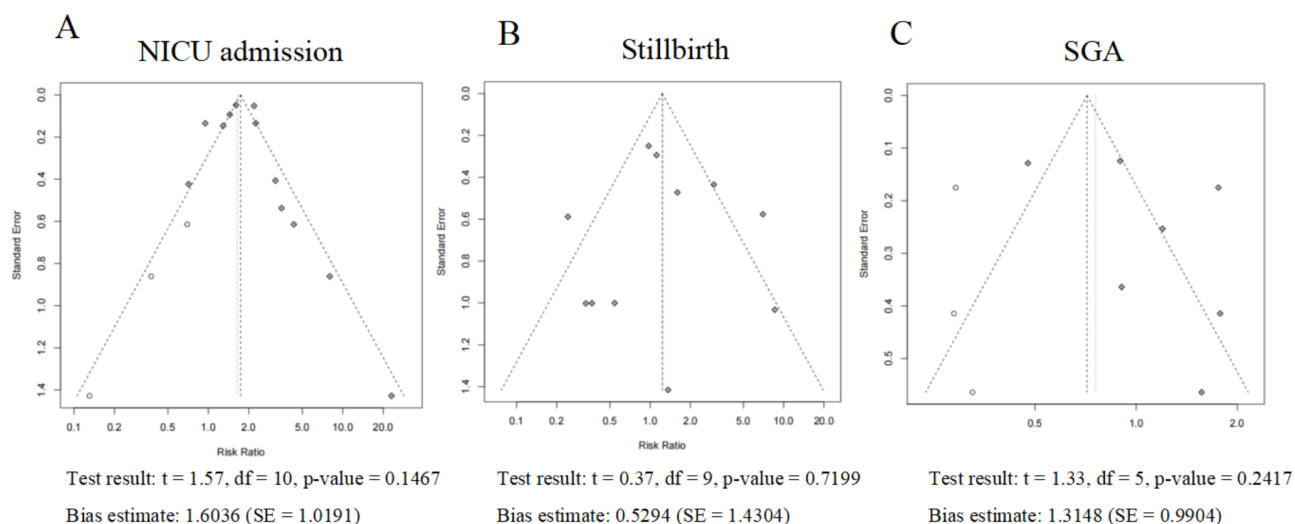 A
NICU admission
Standard Error
0.0
0.2
0.4
0.6
0.8
1.0
1.2
1.4
0.1 0.2 0.5 1.0 2.0 5.0 10.0 20.0
Risk Ratio
Test result: t = 1.57, df = 10, p-value = 0.1467
Bias estimate: 1.6036 (SE = 1.0191)
B
Stillbirth
Standard Error
0.0
0.2
0.4
0.6
0.8
1.0
1.2
1.4
0.1 0.2 0.5 1.0 2.0 5.0 10.0 20.0
Risk Ratio
Test result: t = 0.37, df = 9, p-value = 0.7199
Bias estimate: 0.5294 (SE = 1.4304)
C
SGA
Standard Error
0.0
0.1
0.2
0.3
0.4
0.5
0.5 1.0 2.0
Test result: t = 1.33, df = 5, p-value = 0.2417
Bias estimate: 1.3148 (SE = 0.9904)